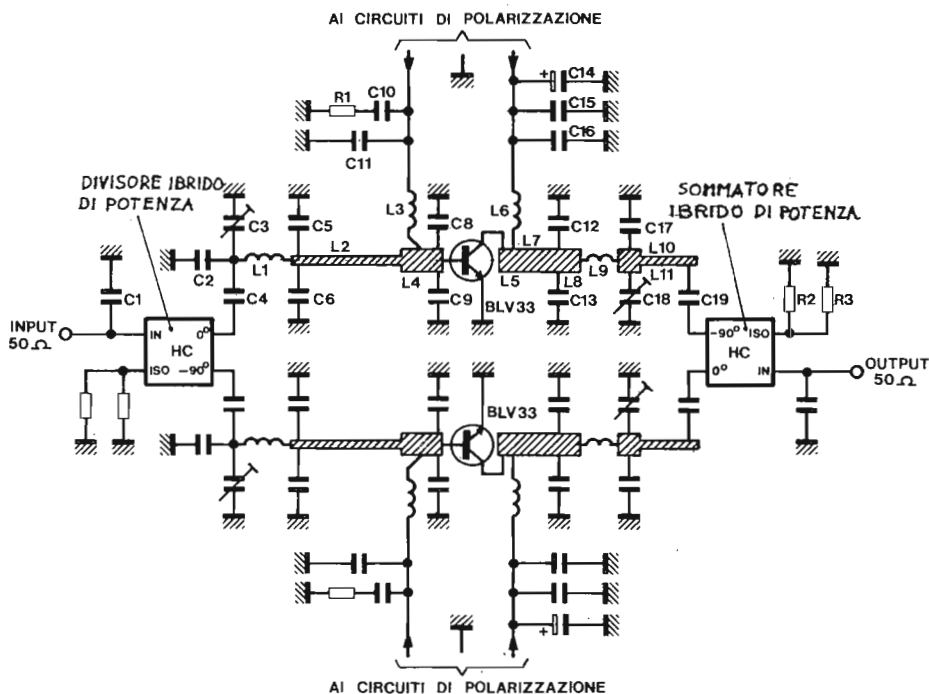 AI CIRCUITI DI POLARIZZAZIONE
+ C14
R1 C10
C15
C11
C16
DIVISORE IBRIDO
DI POTENZA
SOMMATORE
IBRIDO DI POTENZA
C3
C5
L3
C8
L6
C12
C17
L2
L7
L10
C2
L1
L4
L5
L8
L9
L11
C1
C4
C6
C9
BLV33
C13
C18
C19
R2
R3
INPUT
50Ω
IN 0°
HC
ISO -90°
-90° ISO
HC
0° IN
OUTPUT
50Ω
BLV33
+
AI CIRCUITI DI POLARIZZAZIONE